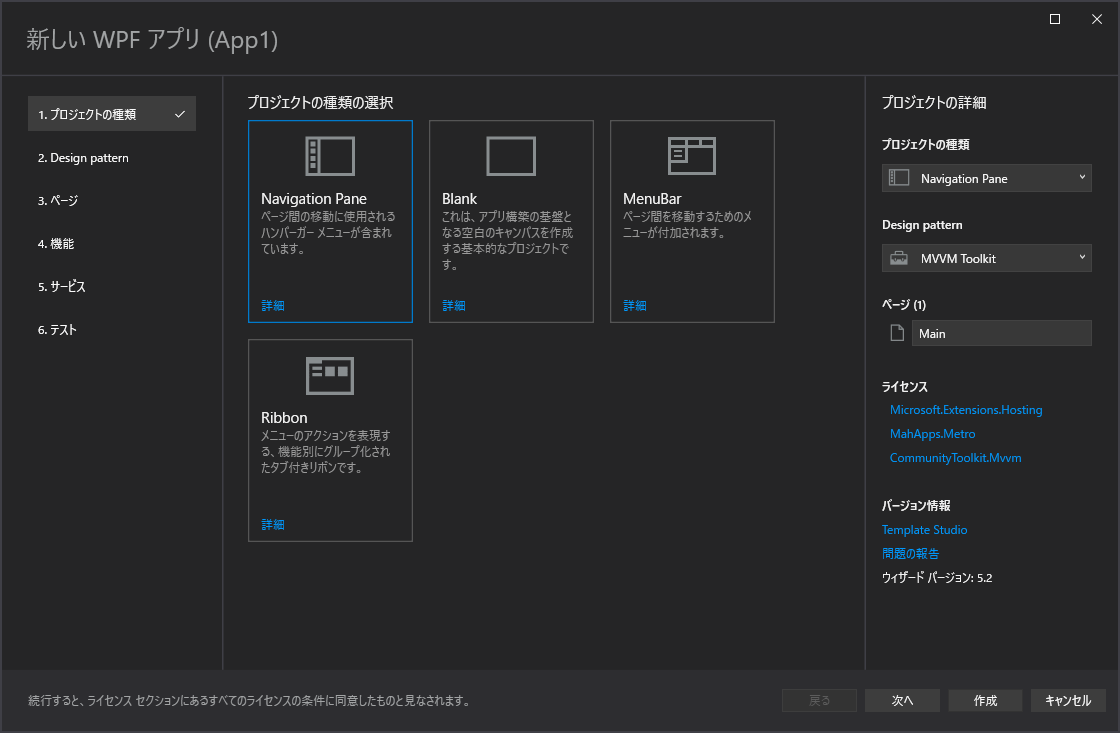 新しい WPF アプリ (App1)
1. プロジェクトの種類
2. Design pattern
3. ページ
4. 機能
5. サービス
6. テスト
プロジェクトの種類の選択
Navigation Pane
ページ間の移動に使用される
ハンバーガー メニューが含まれ
ています。
詳細
Blank
これは、アプリ構築の基盤と
なる空白のキャンバスを作成
する基本的なプロジェクトで
す。
詳細
MenuBar
ページ間を移動するためのメ
ニューが付加されます。
詳細
Ribbon
メニューのアクションを表現す
る、機能別にグループ化され
たタブ付きリボンです。
詳細
プロジェクトの詳細
プロジェクトの種類
Navigation Pane
Design pattern
MVVM Toolkit
ページ (1)
Main
ライセンス
Microsoft.Extensions.Hosting
MahApps.Metro
CommunityToolkit.Mvvm
バージョン情報
Template Studio
問題の報告
ウィザード バージョン: 5.2
続行すると、ライセンス セクションにあるすべてのライセンスの条件に同意したものと見なされます。
戻る
次へ
作成
キャンセル